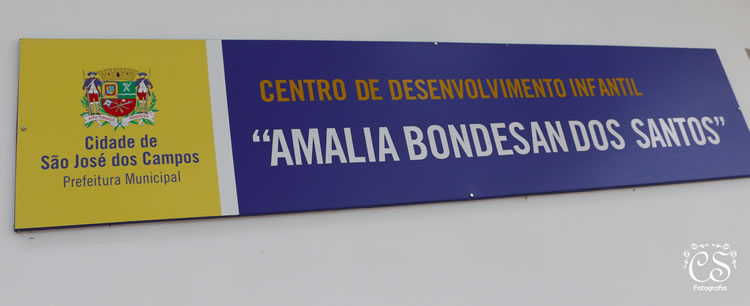 Cidade de
São José dos Campos
Prefeitura Municipal
CENTRO DE DESENVOLVIMENTO INFANTIL
“AMALIA BONDESAN DOS SANTOS”
CS
Fotografia